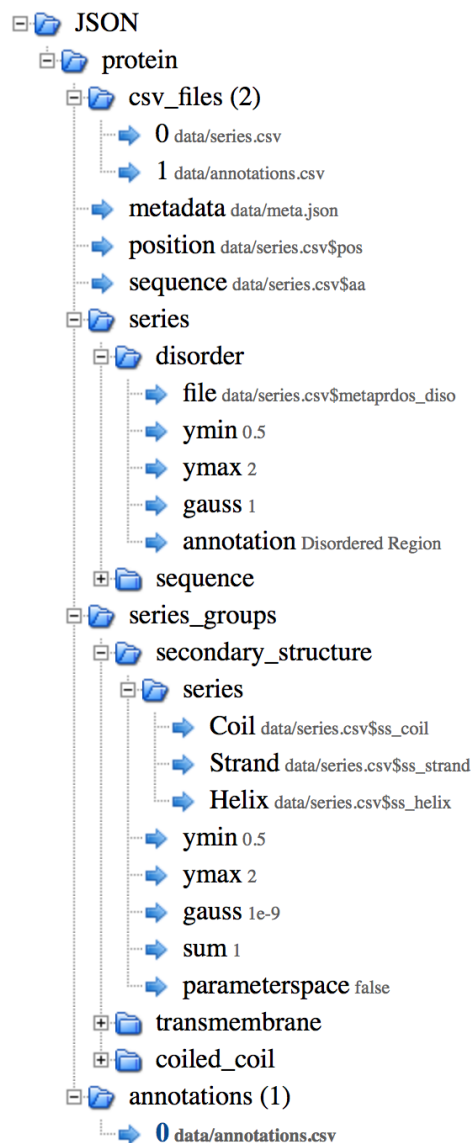 JSON
protein
csv_files (2)
0 data/series.csv
1 data/annotations.csv
metadata data/meta.json
position data/series.csv$pos
sequence data/series.csv$aa
series
disorder
file data/series.csv$metaprdos_diso
ymin 0.5
ymax 2
gauss 1
annotation Disordered Region
sequence
series_groups
secondary_structure
series
Coil data/series.csv$ss_coil
Strand data/series.csv$ss_strand
Helix data/series.csv$ss_helix
ymin 0.5
ymax 2
gauss 1e-9
sum 1
parameterspace false
transmembrane
coiled_coil
annotations (1)
0 data/annotations.csv